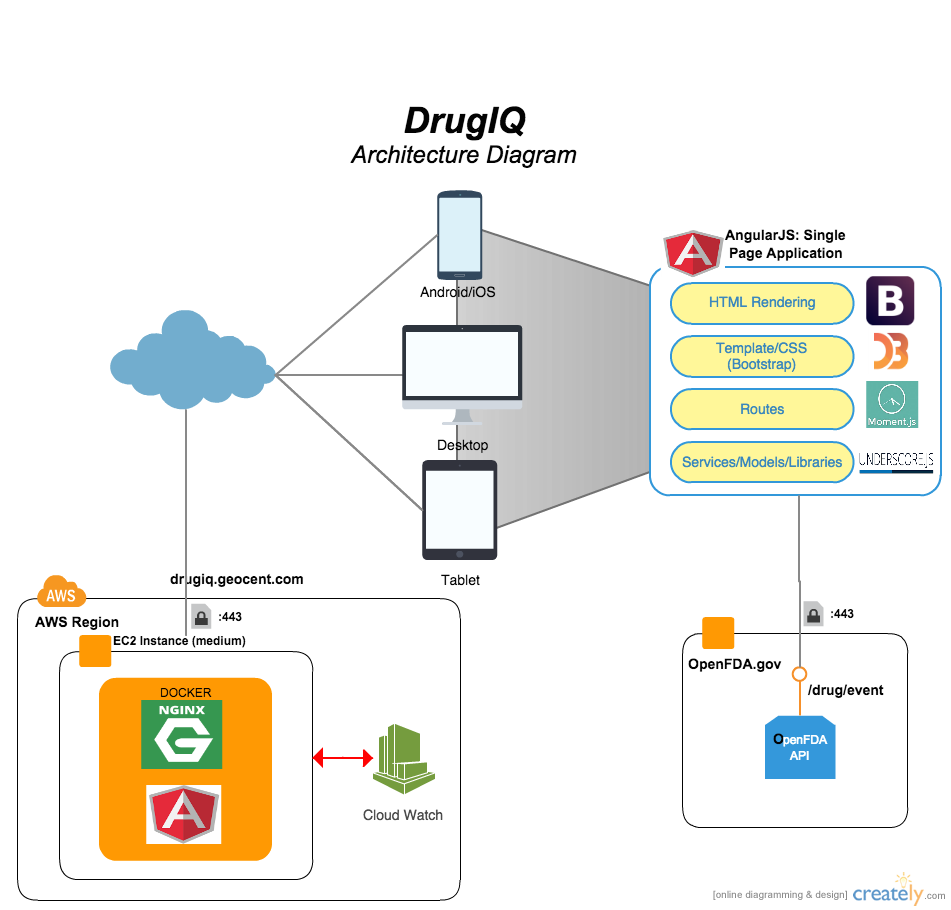 DrugIQ
Architecture Diagram
Android/iOS
Desktop
Tablet
AngularJS: Single
Page Application
HTML Rendering
B
Template/CSS
(Bootstrap)
D3
Routes
Moment.js
Services/Models/Libraries
UNDERSCORE.JS
drugiq.geocent.com
AWS
AWS Region
:443
EC2 Instance (medium)
DOCKER
NGINX
G
A
Cloud Watch
:443
OpenFDA.gov
/drug/event
OpenFDA
API
[online diagramming & design] creately.com